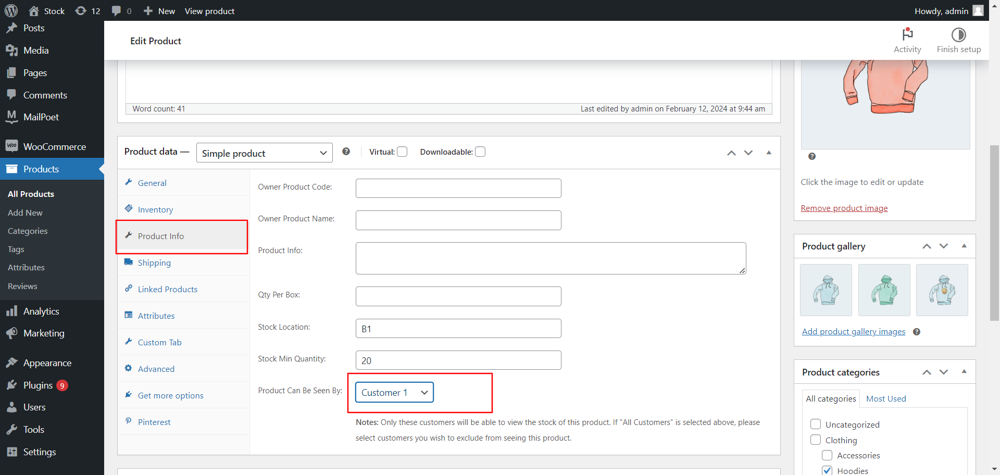 Stock 12 0 New View product
Howdy, admin
Posts
Media
Pages
Comments
MailPoet
WooCommerce
Products
All Products
Add New
Categories
Tags
Attributes
Reviews
Analytics
Marketing
Appearance
Plugins 9
Users
Tools
Settings
Edit Product
Activity
Finish setup
Word count: 41
Last edited by admin on February 12, 2024 at 9:44 am
Product data — Simple product
Virtual:
Downloadable:
General
Inventory
Product Info
Shipping
Linked Products
Attributes
Custom Tab
Advanced
Get more options
Pinterest
Owner Product Code:
Owner Product Name:
Product Info:
Qty Per Box:
Stock Location: B1
Stock Min Quantity: 20
Product Can Be Seen By: Customer 1
Notes: Only these customers will be able to view the stock of this product. If "All Customers" is selected above, please
select customers you wish to exclude from seeing this product.
Click the image to edit or update
Remove product image
Product gallery
Add product gallery images
Product categories
All categories Most Used
Uncategorized
Clothing
Accessories
Hoodies